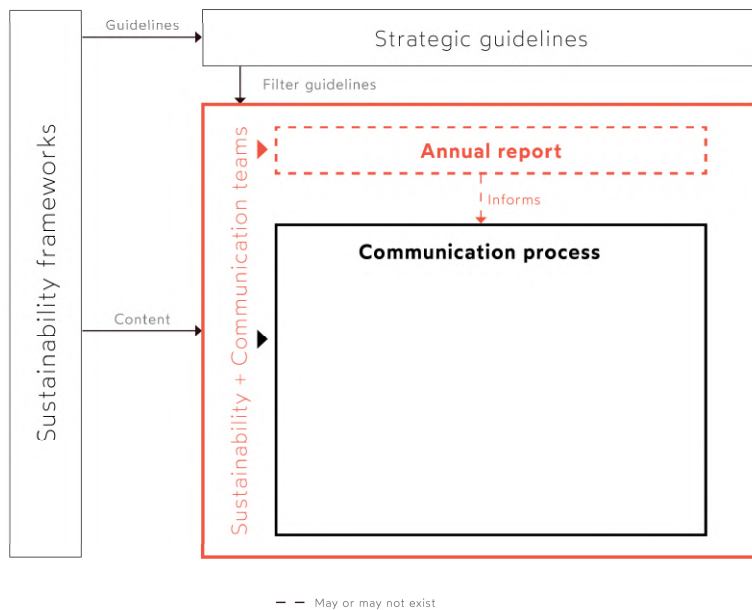 Guidelines
Strategic guidelines
Filter guidelines
Sustainability frameworks
Sustainability + Communication teams
Annual report
Informs
Communication process
Content
May or may not exist